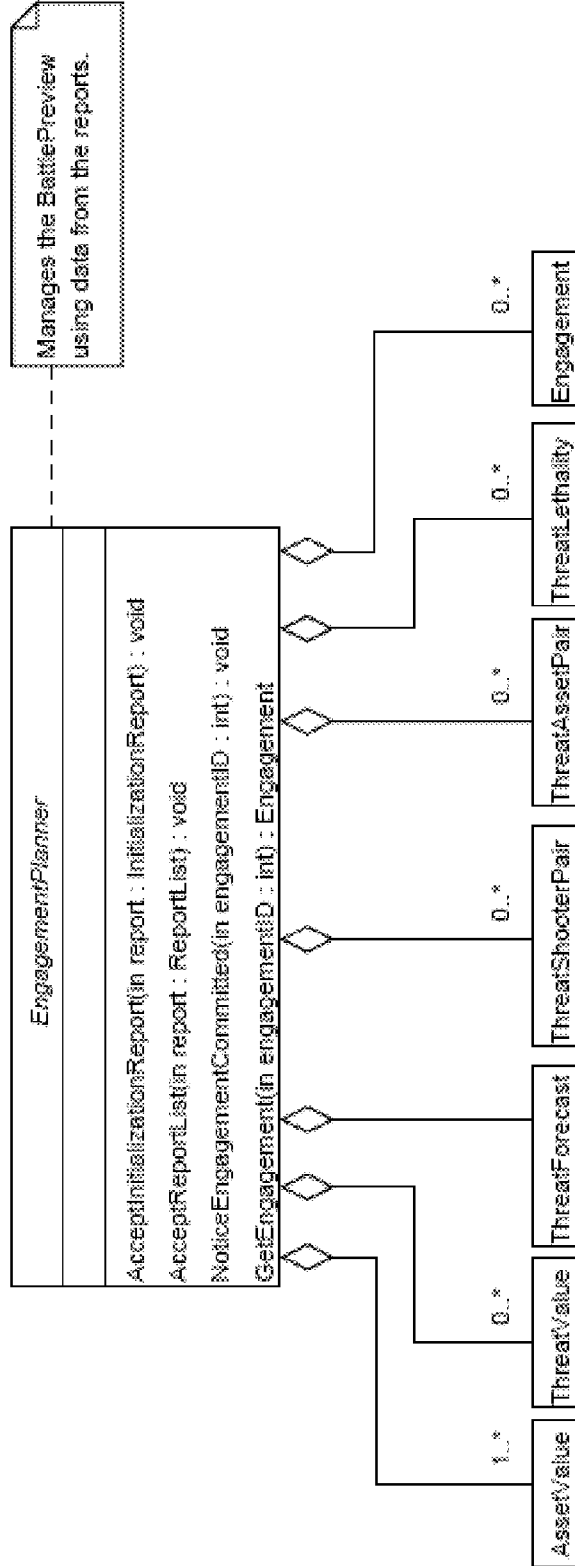 EngagementPlanner
AcceptInitializationReport(in report : InitializationReport) : void
AcceptReportList(in report : ReportList) : void
NoticeEngagementCommitted(in engagementID : int) : void
GetEngagement(in engagementID : int) : Engagement
Manages the BattlePreview
using data from the reports.
1..*
0..*
0..*
0..*
0..*
0..*
AssetValue
ThreatValue
ThreatForecast
ThreatShooterPair
ThreatAssetPair
ThreatLethality
Engagement